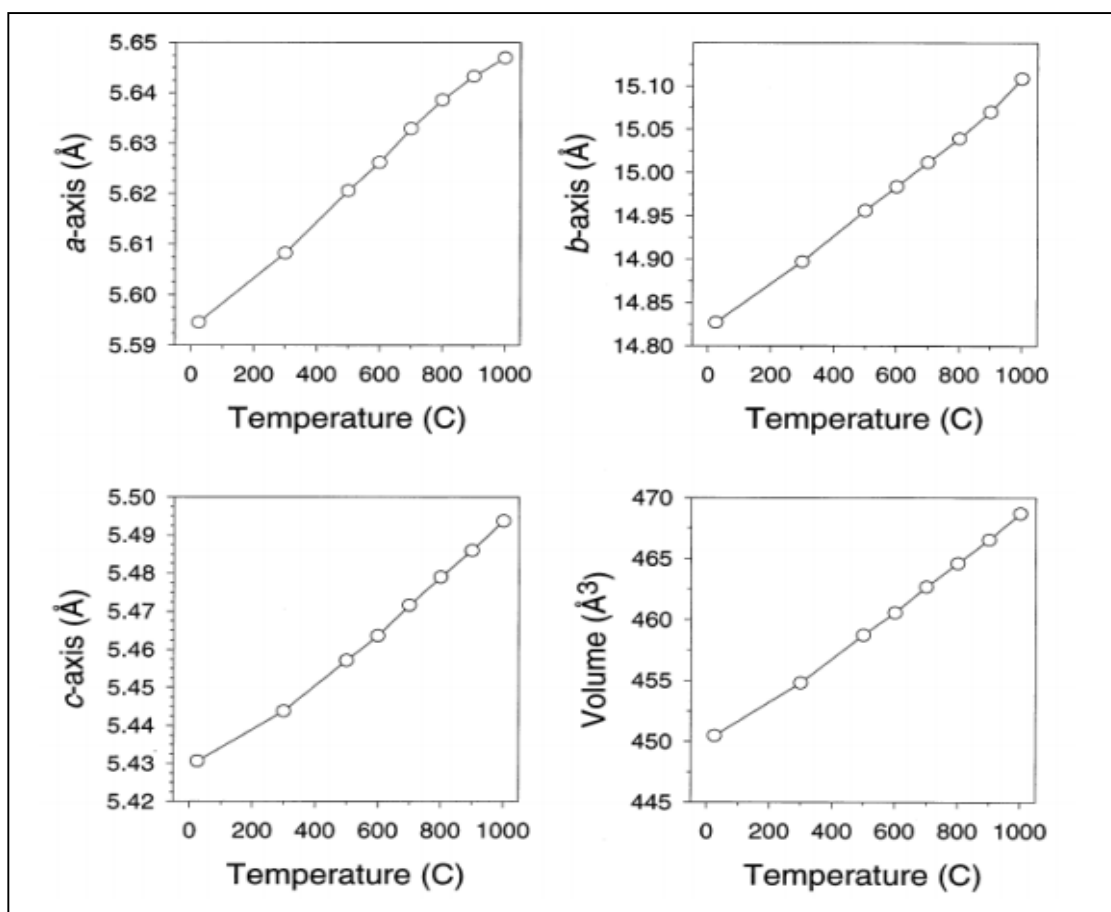 5.65
5.64
5.63
5.62
5.61
5.60
5.59
a-axis (Å)
0 200 400 600 800 1000
Temperature (C)
15.10
15.05
15.00
14.95
14.90
14.85
14.80
b-axis (Å)
0 200 400 600 800 1000
Temperature (C)
5.50
5.49
5.48
5.47
5.46
5.45
5.44
5.43
5.42
c-axis (Å)
0 200 400 600 800 1000
Temperature (C)
470
465
460
455
450
445
Volume (Å3)
0 200 400 600 800 1000
Temperature (C)